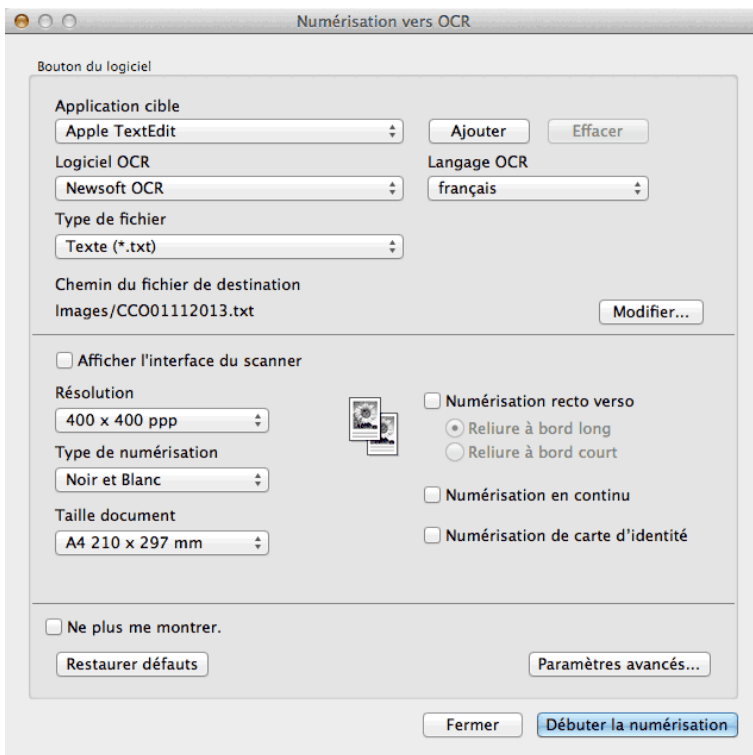 Numérisation vers OCR
Bouton du logiciel
Application cible
Apple TextEdit Ajouter Effacer
Logiciel OCR Langage OCR
Newsoft OCR français
Type de fichier
Texte (*.txt)
Chemin du fichier de destination
Images/CCO01112013.txt Modifier...
Afficher l'interface du scanner
Résolution Numérisation recto verso
400 x 400 ppp Reliure à bord long
Type de numérisation Reliure à bord court
Noir et Blanc Numérisation en continu
Taille document
A4 210 x 297 mm Numérisation de carte d'identité
Ne plus me montrer.
Restaurer défauts Paramètres avancés...
Fermer Débuter la numérisation